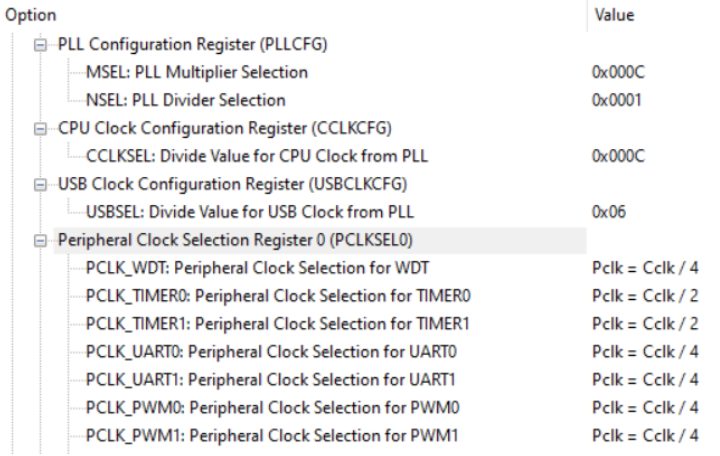 Option Value
PLL Configuration Register (PLLCFG)
MSEL: PLL Multiplier Selection 0x000C
NSEL: PLL Divider Selection 0x0001
CPU Clock Configuration Register (CCLKCFG)
CCLKSEL: Divide Value for CPU Clock from PLL 0x000C
USB Clock Configuration Register (USBCLKCFG)
USBSEL: Divide Value for USB Clock from PLL 0x06
Peripheral Clock Selection Register 0 (PCLKSEL0)
PCLK_WDT: Peripheral Clock Selection for WDT Pclk = Cclk / 4
PCLK_TIMER0: Peripheral Clock Selection for TIMER0 Pclk = Cclk / 2
PCLK_TIMER1: Peripheral Clock Selection for TIMER1 Pclk = Cclk / 2
PCLK_UART0: Peripheral Clock Selection for UART0 Pclk = Cclk / 4
PCLK_UART1: Peripheral Clock Selection for UART1 Pclk = Cclk / 4
PCLK_PWM0: Peripheral Clock Selection for PWM0 Pclk = Cclk / 4
PCLK_PWM1: Peripheral Clock Selection for PWM1 Pclk = Cclk / 4